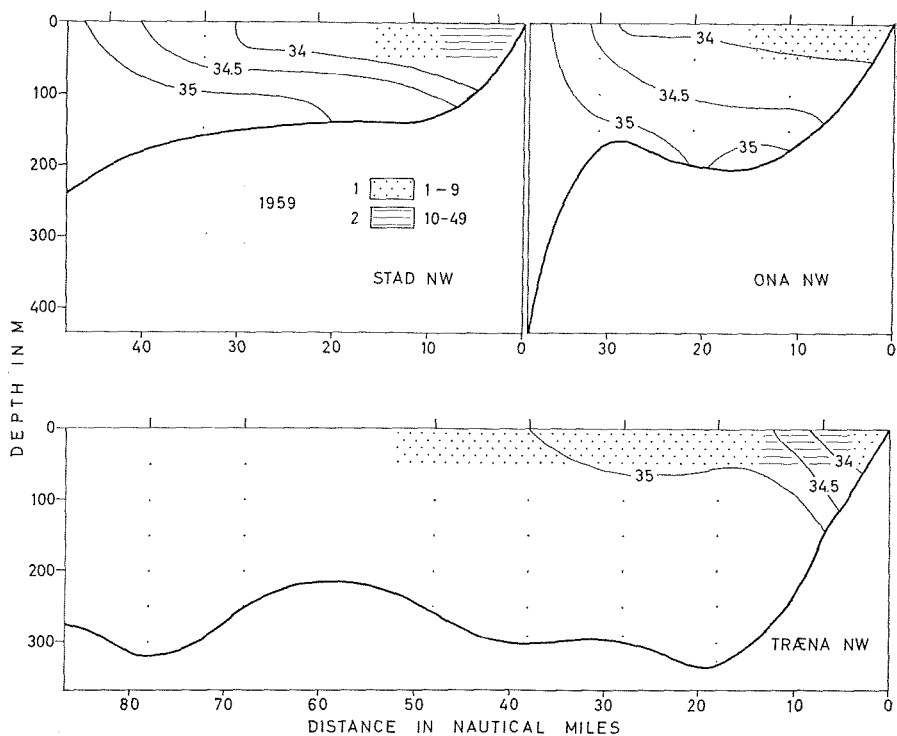 0 100 200 300 400
34
34.5
35
1959
1 1-9
2 10-49
STAD NW
40 30 20 10 0
34
34.5
35
35
ONA NW
30 20 10 0
DEPTH IN M
0 100 200 300
35
34
34.5
TRÆNA NW
80 70 60 50 40 30 20 10 0
DISTANCE IN NAUTICAL MILES